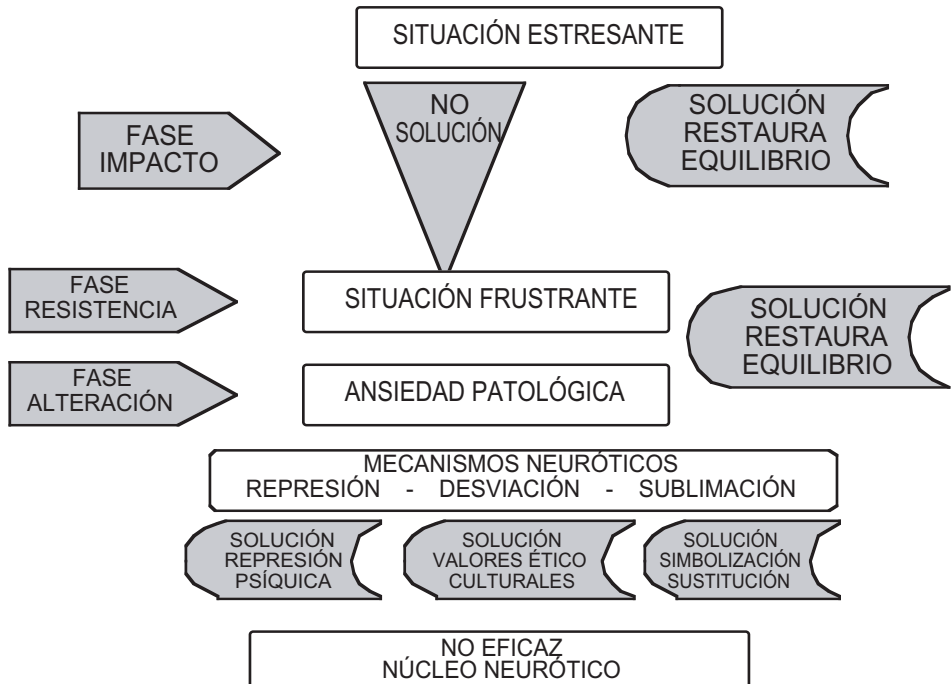 SITUACIÓN ESTRESANTE
FASE
IMPACTO
NO
SOLUCIÓN
SOLUCIÓN
RESTAURA
EQUILIBRIO
FASE
RESISTENCIA
SITUACIÓN FRUSTRANTE
SOLUCIÓN
RESTAURA
EQUILIBRIO
FASE
ALTERACIÓN
ANSIEDAD PATOLÓGICA
MECANISMOS NEURÓTICOS
REPRESIÓN - DESVIACIÓN - SUBLIMACIÓN
SOLUCIÓN
REPRESIÓN
PSÍQUICA
SOLUCIÓN
VALORES ÉTICO
CULTURALES
SOLUCIÓN
SIMBOLIZACIÓN
SUSTITUCIÓN
NO EFICAZ
NÚCLEO NEURÓTICO